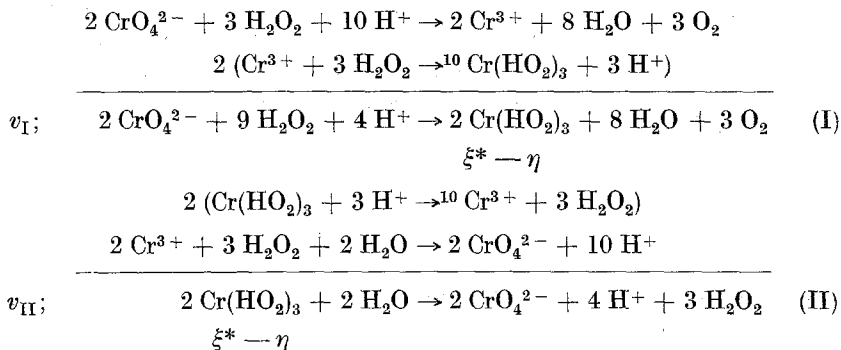 2 CrO₄²⁻ + 3 H₂O₂ + 10 H⁺ → 2 Cr³⁺ + 8 H₂O + 3 O₂
2 (Cr³⁺ + 3 H₂O₂ →¹⁰ Cr(HO₂)₃ + 3 H⁺)
v_I; 2 CrO₄²⁻ + 9 H₂O₂ + 4 H⁺ → 2 Cr(HO₂)₃ + 8 H₂O + 3 O₂ (I)
ξ* — η
2 (Cr(HO₂)₃ + 3 H⁺ →¹⁰ Cr³⁺ + 3 H₂O₂)
2 Cr³⁺ + 3 H₂O₂ + 2 H₂O → 2 CrO₄²⁻ + 10 H⁺
v_II; 2 Cr(HO₂)₃ + 2 H₂O → 2 CrO₄²⁻ + 4 H⁺ + 3 H₂O₂ (II)
ξ* — η